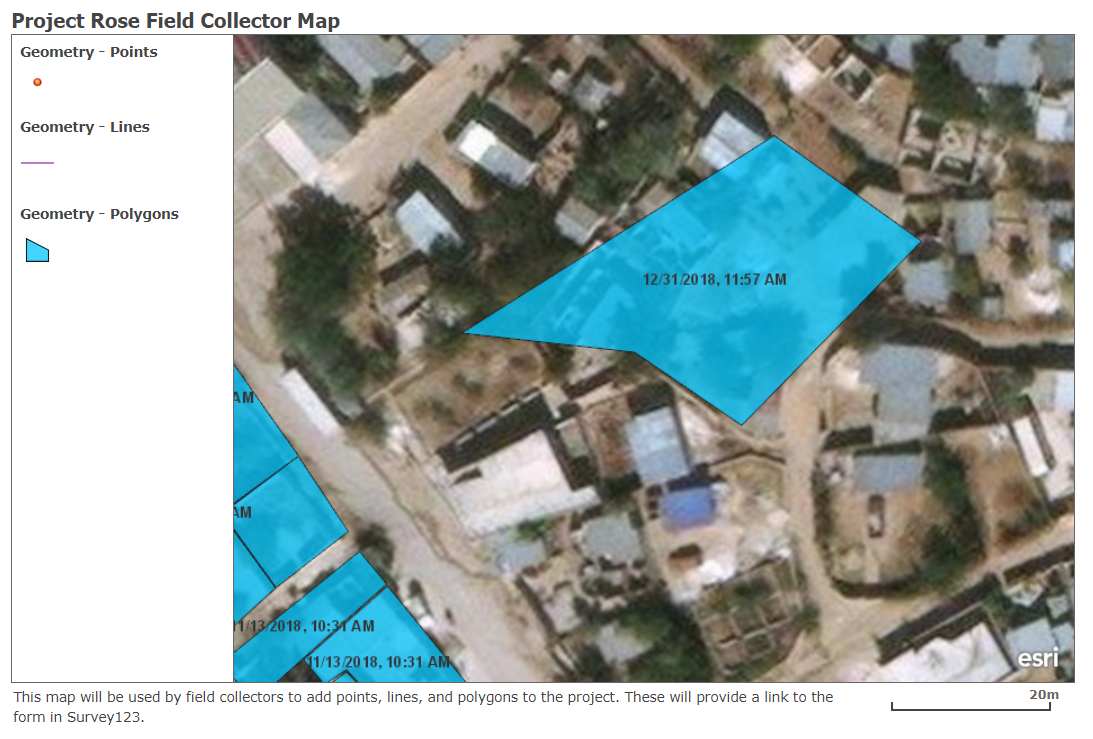 Project Rose Field Collector Map
Geometry - Points
Geometry - Lines
Geometry - Polygons
12/31/2018, 11:57 AM
AM
AM
11/13/2018, 10:31 AM
11/13/2018, 10:31 AM
esri
This map will be used by field collectors to add points, lines, and polygons to the project. These will provide a link to the
form in Survey123.
20m